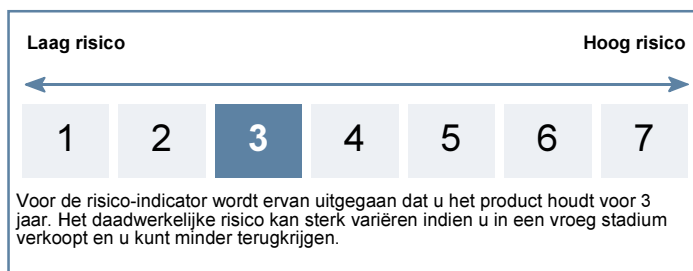 Laag risico Hoog risico
1 2 3 4 5 6 7
Voor de risico-indicator wordt ervan uitgegaan dat u het product houdt voor 3
jaar. Het daadwerkelijke risico kan sterk variëren indien u in een vroeg stadium
verkoopt en u kunt minder terugkrijgen.